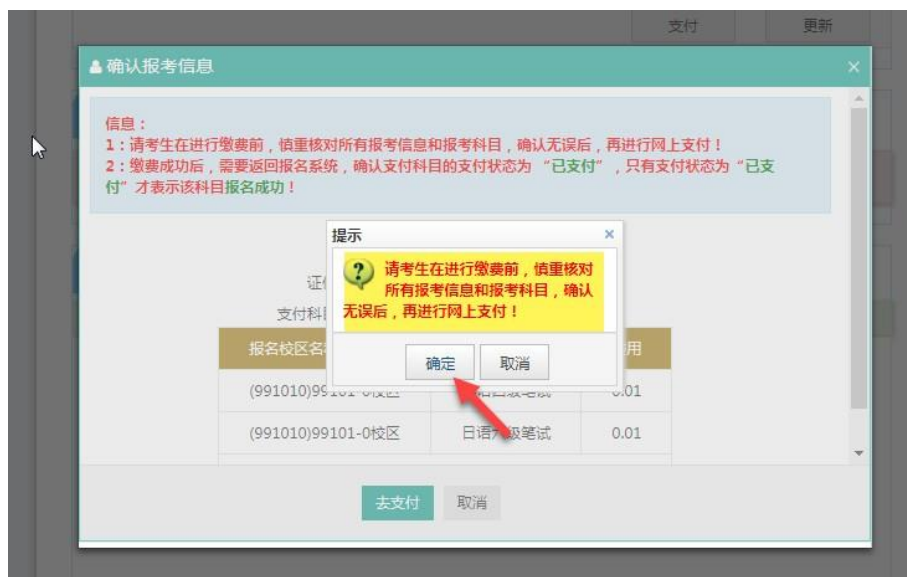 支付 更新
确认报考信息
信息：
1：请考生在进行缴费前，慎重核对所有报考信息和报考科目，确认无误后，再进行网上支付！
2：缴费成功后，需要返回报名系统，确认支付科目的支付状态为 “已支付” ，只有支付状态为 “已支
付” 才表示该科目报名成功！
提示
请考生在进行缴费前，慎重核对
所有报考信息和报考科目，确认
无误后，再进行网上支付！
证
支付科
报名校区名 用
确定 取消
(991010)99101-0校区 0.01
(991010)99101-0校区 日语六级笔试 0.01
去支付 取消